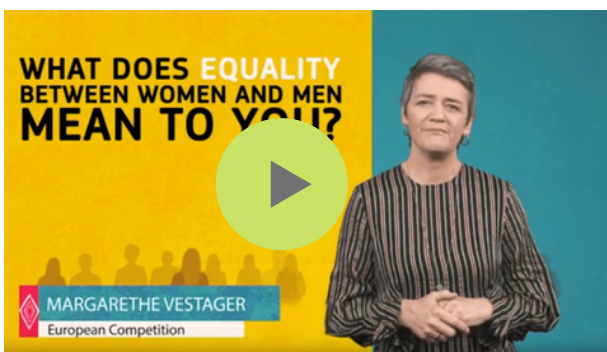 WHAT DOES EQUALITY
BETWEEN WOMEN AND MEN
MEAN TO YOU?
MARGARETHE VESTAGER
European Competition